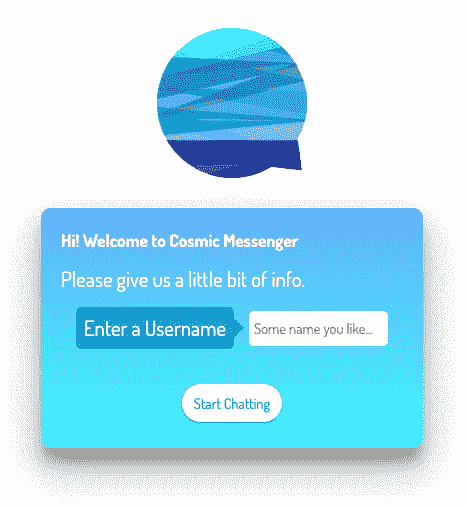 Hi! Welcome to Cosmic Messenger
Please give us a little bit of info.
Enter a Username
Some name you like...
Start Chatting